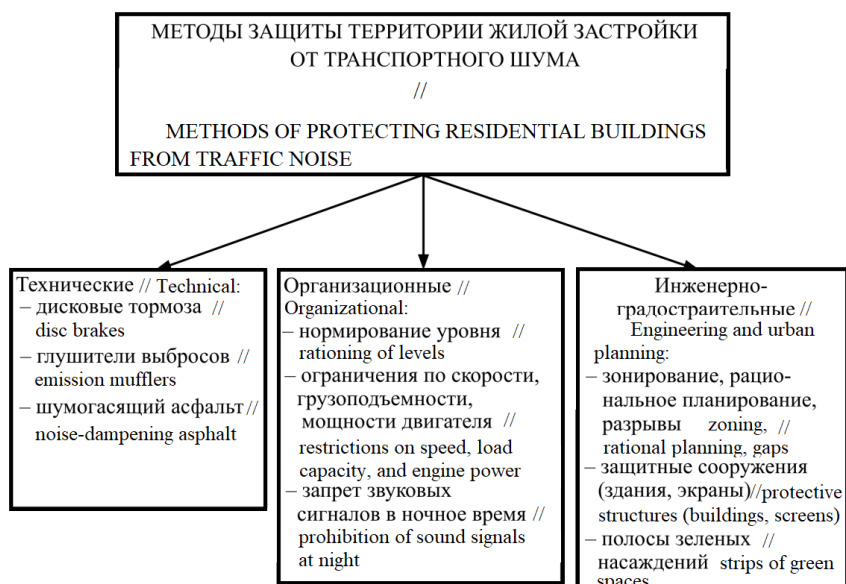 МЕТОДЫ ЗАЩИТЫ ТЕРРИТОРИИ ЖИЛОЙ ЗАСТРОЙКИ
ОТ ТРАНСПОРТНОГО ШУМА
//
METHODS OF PROTECTING RESIDENTIAL BUILDINGS
FROM TRAFFIC NOISE
Технические // Technical:
– дисковые тормоза //
disc brakes
– глушители выбросов //
emission mufflers
– шумогасящий асфальт //
noise-dampening asphalt
Организационные //
Organizational:
– нормирование уровня //
rationing of levels
– ограничения по скорости,
грузоподъемности,
мощности двигателя //
restrictions on speed, load
capacity, and engine power
– запрет звуковых
сигналов в ночное время //
prohibition of sound signals
at night
Инженерно-
градостраительные //
Engineering and urban
planning:
– зонирование, рацио-
нальное планирование,
разрывы zoning, //
rational planning, gaps
– защитные сооружения
(здания, экраны)//protective
structures (buildings, screens)
– полосы зеленых //
насаждений strips of green
spaces